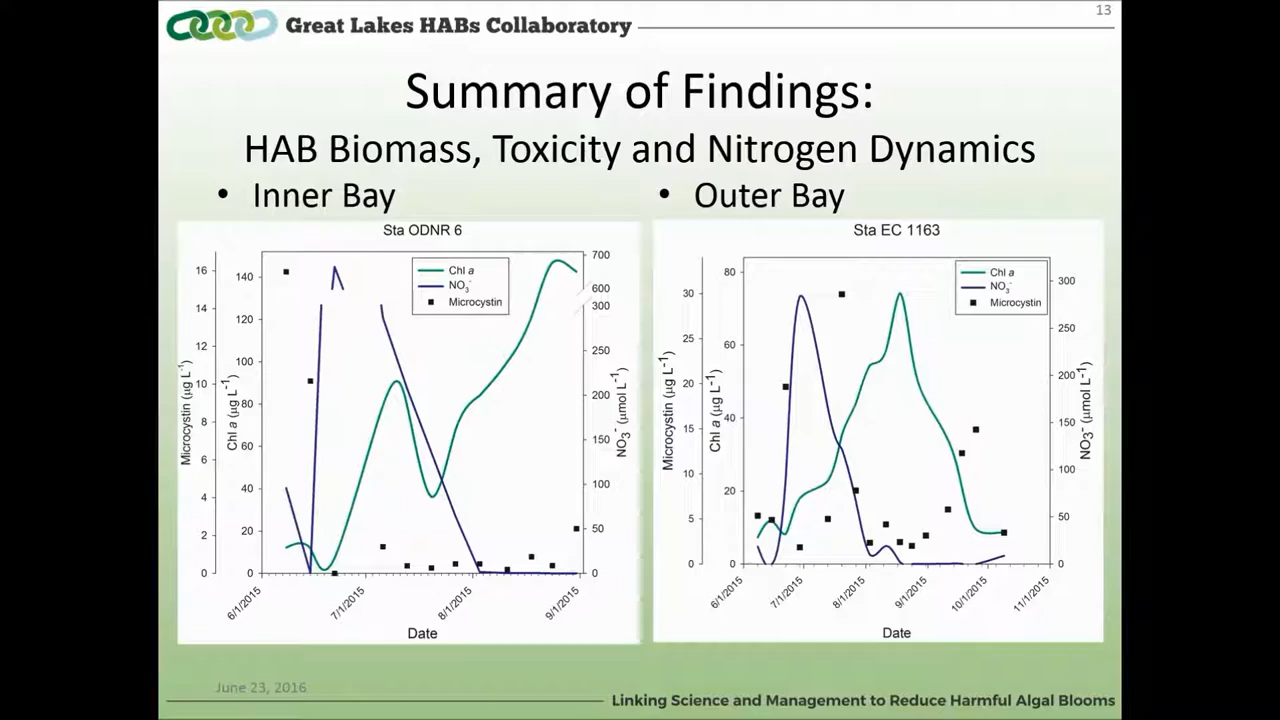 13
Great Lakes HABs Collaboratory
Summary of Findings:
HAB Biomass, Toxicity and Nitrogen Dynamics
• Inner Bay
• Outer Bay
Sta ODNR 6
Chl a
NO3-
Microcystin
16
14
12
10
8
6
4
2
0
Microcystin (µg L-1)
140
120
100
80
60
40
20
0
Chl a (µg L-1)
700
600
300
250
200
150
100
50
0
NO3- (µmol L-1)
6/1/2015
7/1/2015
8/1/2015
9/1/2015
Date
Sta EC 1163
Chl a
NO3-
Microcystin
30
25
20
15
10
5
0
Microcystin (µg L-1)
80
60
40
20
0
Chl a (µg L-1)
300
250
200
150
100
50
0
NO3- (µmol L-1)
6/1/2015
7/1/2015
8/1/2015
9/1/2015
10/1/2015
11/1/2015
Date
June 23, 2016
Linking Science and Management to Reduce Harmful Algal Blooms